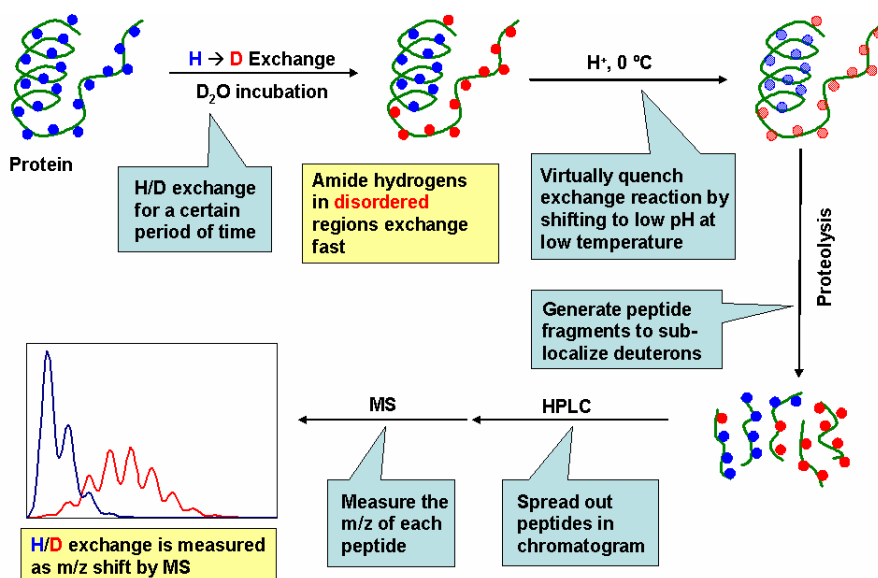 H → D Exchange
D₂O incubation
H⁺, 0 ºC
Protein
H/D exchange
for a certain
period of time
Amide hydrogens
in disordered
regions exchange
fast
Virtually quench
exchange reaction by
shifting to low pH at
low temperature
Proteolysis
Generate peptide
fragments to sub-
localize deuterons
MS
HPLC
Measure the
m/z of each
peptide
Spread out
peptides in
chromatogram
H/D exchange is measured
as m/z shift by MS